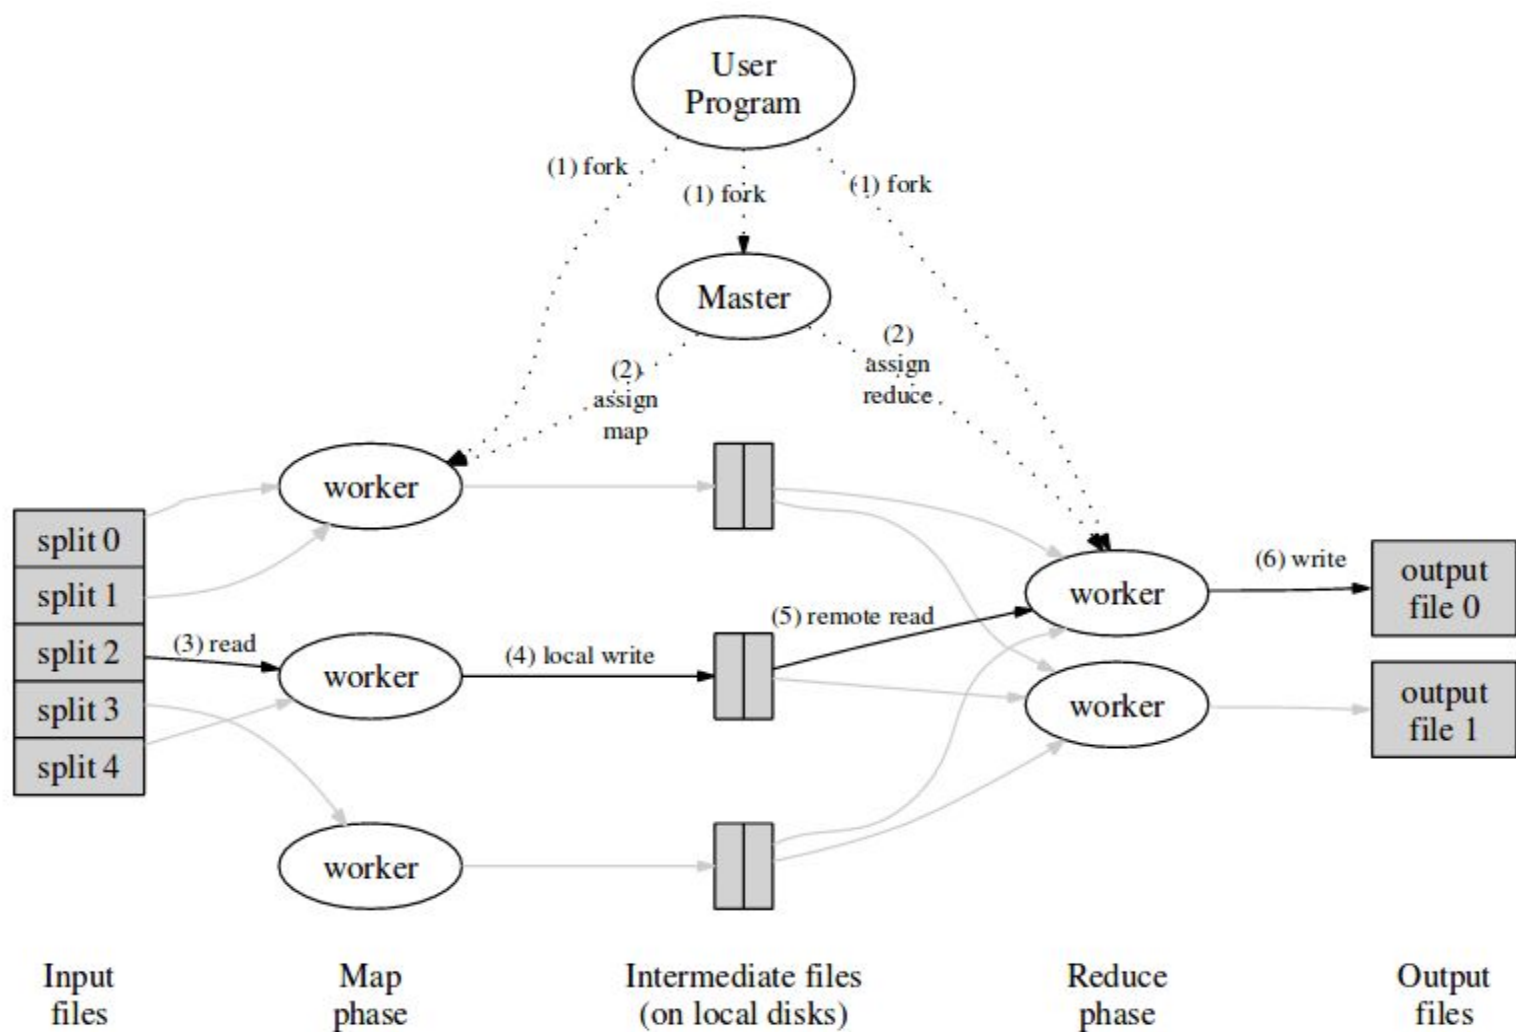 User
Program
(1) fork
(1) fork
(1) fork
Master
(2)
assign
map
(2)
assign
reduce
worker
split 0
split 1
split 2
split 3
split 4
(3) read
worker
(4) local write
(5) remote read
worker
(6) write
output
file 0
worker
output
file 1
worker
Input
files
Map
phase
Intermediate files
(on local disks)
Reduce
phase
Output
files